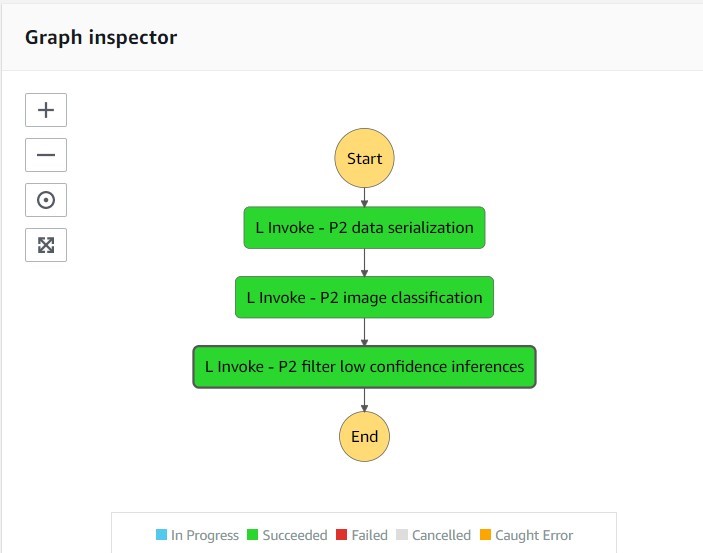 Graph inspector
Start
L Invoke - P2 data serialization
L Invoke - P2 image classification
L Invoke - P2 filter low confidence inferences
End
In Progress Succeeded Failed Cancelled Caught Error